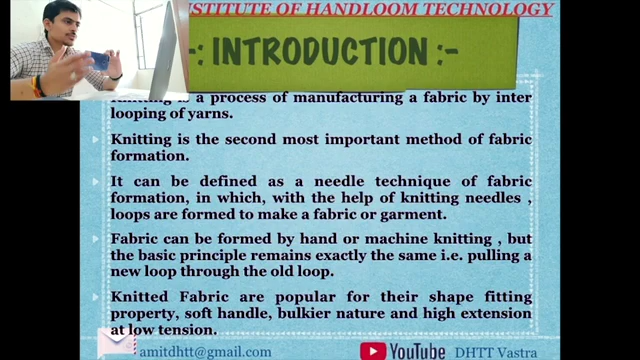 STITUTE OF HANDLOOM TECHNOLOGY
-: INTRODUCTION :-
Knitting is a process of manufacturing a fabric by inter
looping of yarns.
Knitting is the second most important method of fabric
formation.
It can be defined as a needle technique of fabric
formation, in which, with the help of knitting needles ,
loops are formed to make a fabric or garment.
Fabric can be formed by hand or machine knitting , but
the basic principle remains exactly the same i.e. pulling a
new loop through the old loop.
Knitted Fabric are popular for their shape fitting
property, soft handle, bulkier nature and high extension
at low tension.
amitdhtt@gmail.com
YouTube DHTT Vastra